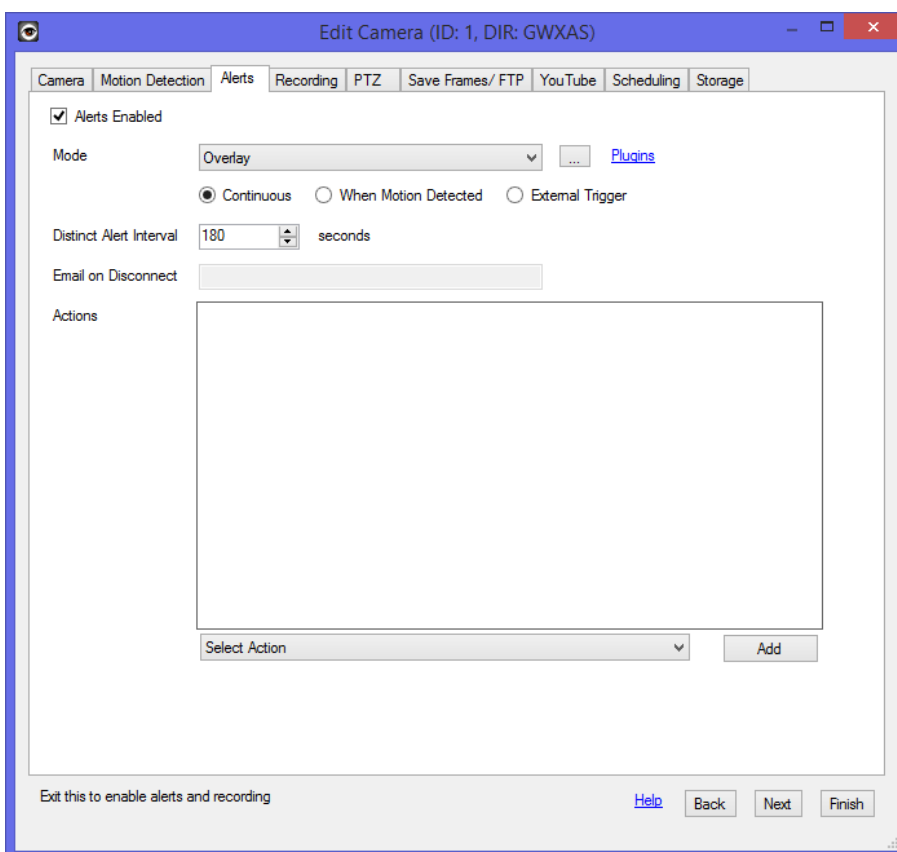 Edit Camera (ID: 1, DIR: GWXAS)
Camera Motion Detection Alerts Recording PTZ Save Frames/ FTP YouTube Scheduling Storage
Alerts Enabled
Mode Overlay ... Plugins
Continuous When Motion Detected External Trigger
Distinct Alert Interval 180 seconds
Email on Disconnect
Actions
Select Action Add
Exit this to enable alerts and recording Help Back Next Finish